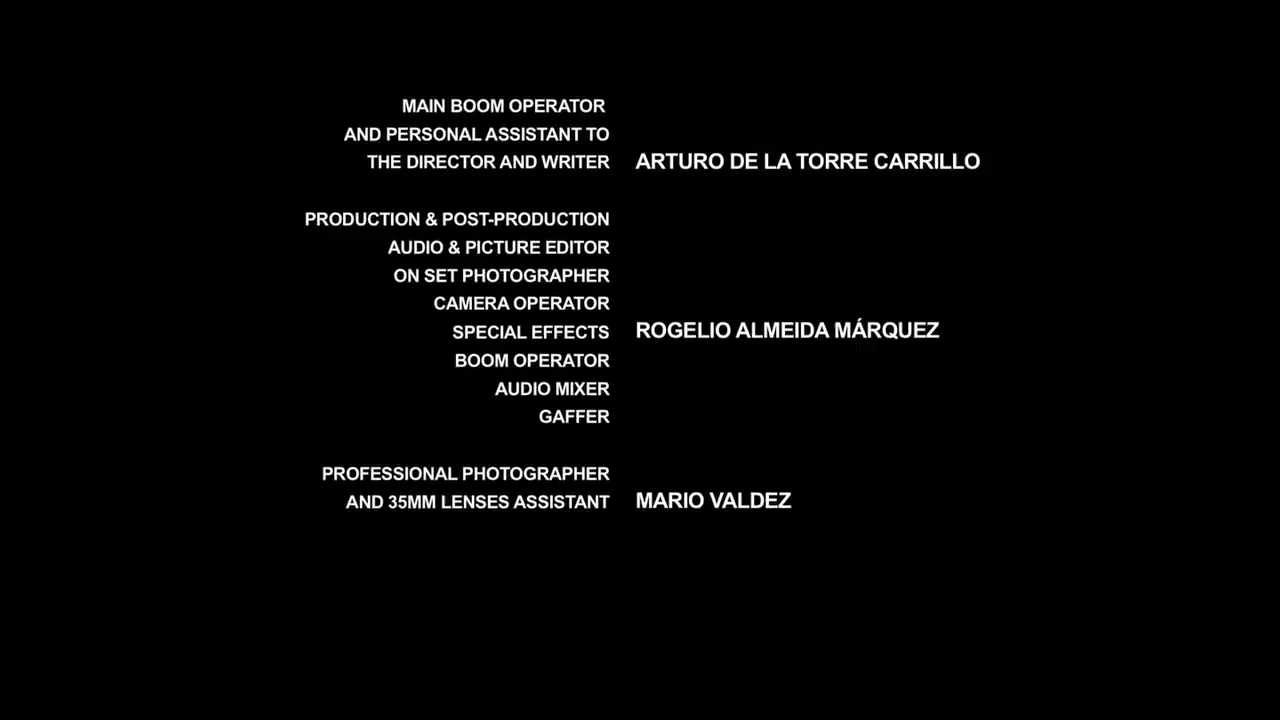 MAIN BOOM OPERATOR
AND PERSONAL ASSISTANT TO
THE DIRECTOR AND WRITER ARTURO DE LA TORRE CARRILLO
PRODUCTION & POST-PRODUCTION
AUDIO & PICTURE EDITOR
ON SET PHOTOGRAPHER
CAMERA OPERATOR
SPECIAL EFFECTS ROGELIO ALMEIDA MÁRQUEZ
BOOM OPERATOR
AUDIO MIXER
GAFFER
PROFESSIONAL PHOTOGRAPHER
AND 35MM LENSES ASSISTANT MARIO VALDEZ